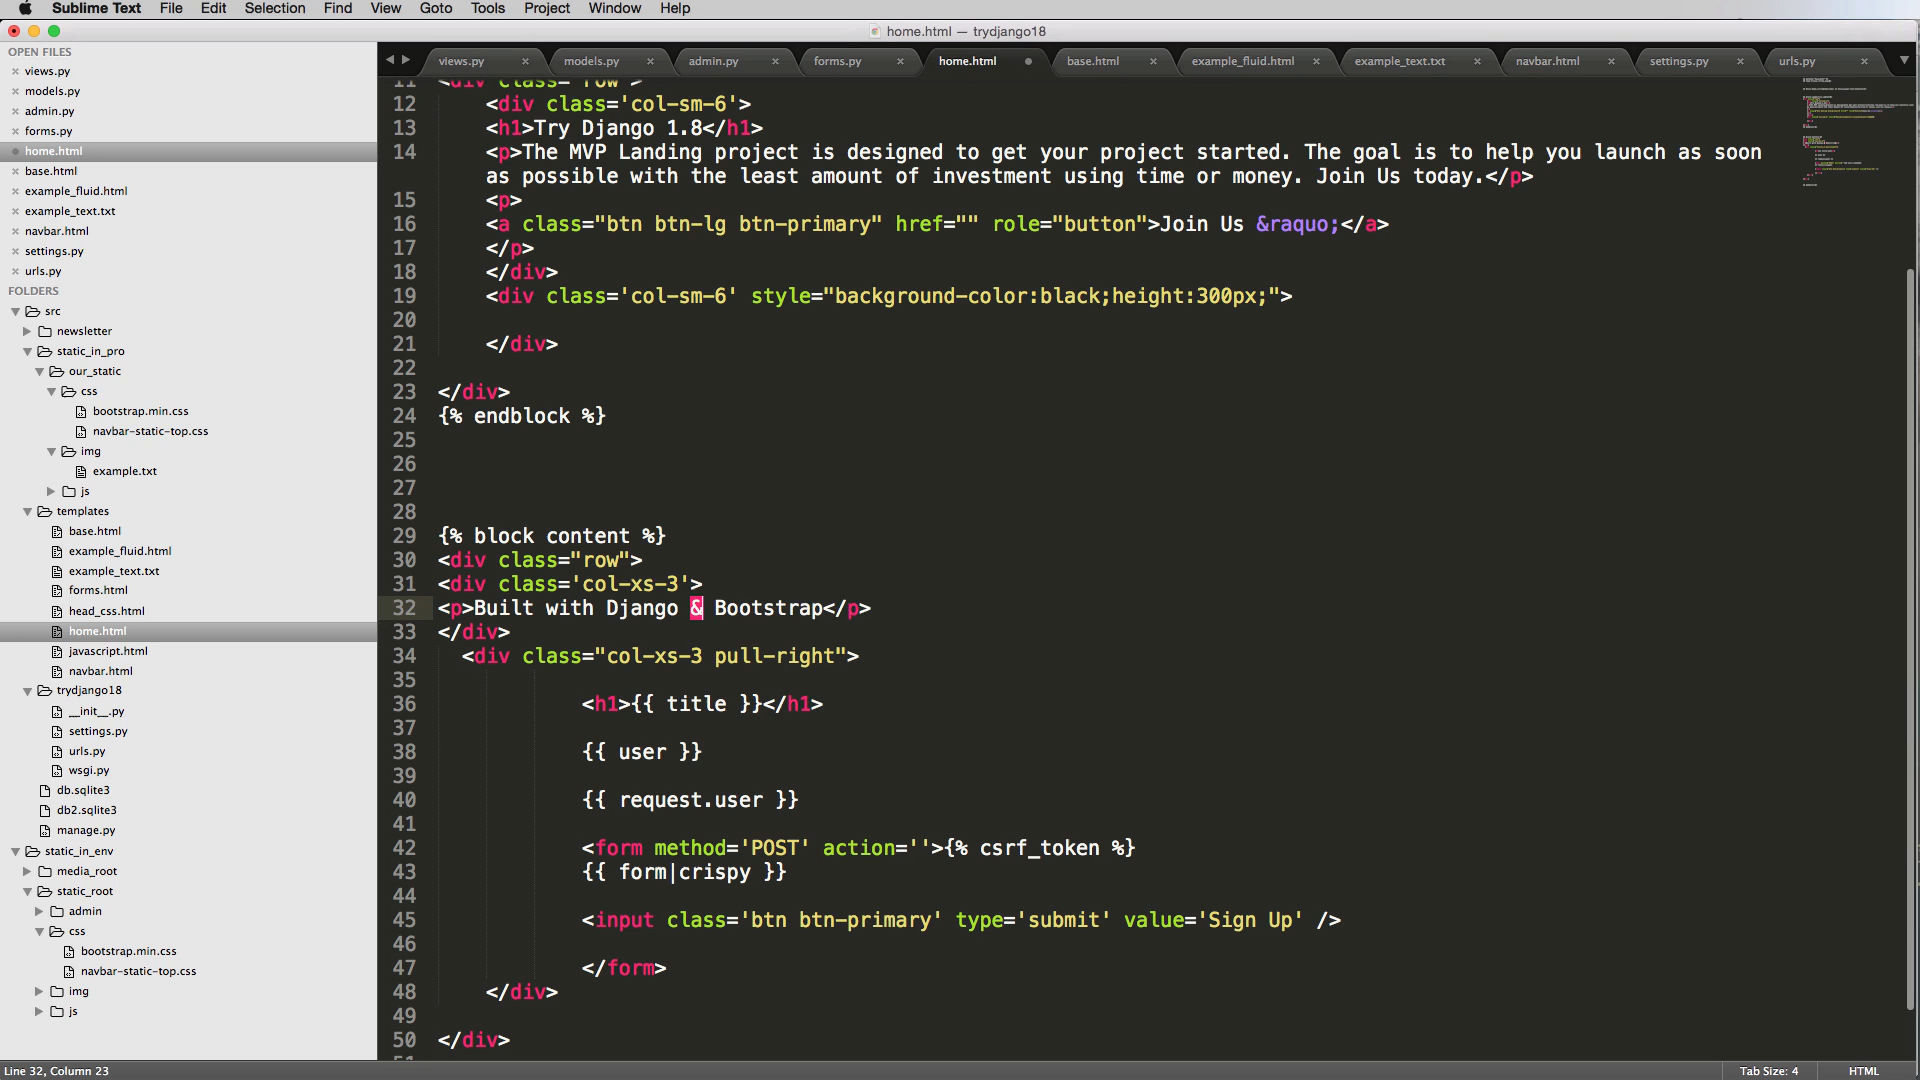 Sublime Text File Edit Selection Find View Goto Tools Project Window Help
home.html — trydjango18
OPEN FILES
views.py
models.py
admin.py
forms.py
home.html
base.html
example_fluid.html
example_text.txt
navbar.html
settings.py
urls.py
FOLDERS
src
newsletter
static_in_pro
our_static
css
bootstrap.min.css
navbar-static-top.css
img
example.txt
js
templates
base.html
example_fluid.html
example_text.txt
forms.html
head_css.html
home.html
javascript.html
navbar.html
trydjango18
__init__.py
settings.py
urls.py
wsgi.py
db.sqlite3
db2.sqlite3
manage.py
static_in_env
media_root
static_root
admin
css
bootstrap.min.css
navbar-static-top.css
img
js
views.py models.py admin.py forms.py home.html base.html example_fluid.html example_text.txt navbar.html settings.py urls.py
11 <div class="row">
12 <div class='col-sm-6'>
13 <h1>Try Django 1.8</h1>
14 <p>The MVP Landing project is designed to get your project started. The goal is to help you launch as soon
as possible with the least amount of investment using time or money. Join Us today.</p>
15 <p>
16 <a class="btn btn-lg btn-primary" href="" role="button">Join Us &raquo;</a>
17 </p>
18 </div>
19 <div class='col-sm-6' style="background-color:black;height:300px;">
20
21 </div>
22
23 </div>
24 {% endblock %}
25
26
27
28
29 {% block content %}
30 <div class="row">
31 <div class='col-xs-3'>
32 <p>Built with Django & Bootstrap</p>
33 </div>
34 <div class="col-xs-3 pull-right">
35
36 <h1>{{ title }}</h1>
37
38 {{ user }}
39
40 {{ request.user }}
41
42 <form method='POST' action=''>{% csrf_token %}
43 {{ form|crispy }}
44
45 <input class='btn btn-primary' type='submit' value='Sign Up' />
46
47 </form>
48 </div>
49
50 </div>
51
Line 32, Column 23
Tab Size: 4 HTML